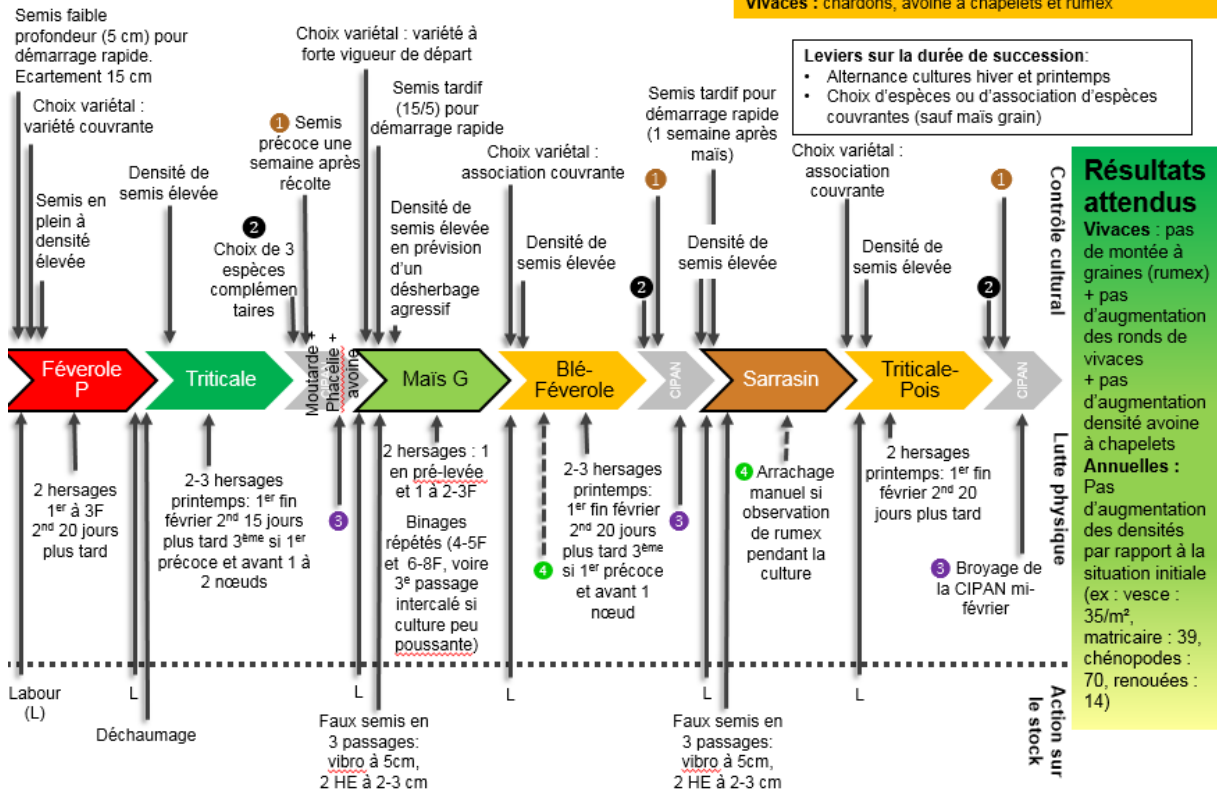 Vivaces : chardons, avoine à chapelets et rumex
Semis faible
profondeur (5 cm) pour
démarrage rapide.
Ecartement 15 cm
Choix variétal :
variété couvrante
Semis en
plein à
densité
élevée
Densité de
semis élevée
1 Semis
précoce une
semaine après
récolte
2
Choix de 3
espèces
complémen
taires
Choix variétal : variété à
forte vigueur de départ
Semis tardif
(15/5) pour
démarrage rapide
Densité de
semis élevée
en prévision
d’un
désherbage
agressif
Choix variétal :
association couvrante
Densité de
semis élevée
2
1
Semis tardif pour
démarrage rapide
(1 semaine après
maïs)
Densité de
semis élevée
Leviers sur la durée de succession:
• Alternance cultures hiver et printemps
• Choix d’espèces ou d’association d’espèces
couvrantes (sauf maïs grain)
Choix variétal :
association
couvrante
Densité de
semis élevée
2
1
Contrôle cultural
Féverole
P
Triticale
CIPAN
Moutarde +
Phacélie +
avoine
Maïs G
Blé-
Féverole
CIPAN
Sarrasin
Triticale-
Pois
CIPAN
Lutte physique
2 hersages
1er à 3F
2nd 20 jours
plus tard
2-3 hersages
printemps: 1er fin
février 2nd 15 jours
plus tard 3ème si 1er
précoce et avant 1 à
2 nœuds
3
2 hersages : 1
en pré-levée
et 1 à 2-3F
Binages
répétés (4-5F
et 6-8F, voire
3e passage
intercalé si
culture peu
poussante)
4
2-3 hersages
printemps:
1er fin février
2nd 20 jours
plus tard 3ème
si 1er précoce
et avant 1
nœud
3
4 Arrachage
manuel si
observation
de rumex
pendant la
culture
2 hersages
printemps: 1er fin
février 2nd 20
jours plus tard
3 Broyage de
la CIPAN mi-
février
Action sur
le stock
Labour
(L)
L
Déchaumage
L
Faux semis en
3 passages:
vibro à 5cm,
2 HE à 2-3 cm
L
L
Faux semis en
3 passages:
vibro à 5cm,
2 HE à 2-3 cm
L
Résultats
attendus
Vivaces : pas
de montée à
graines (rumex)
+ pas
d’augmentation
des ronds de
vivaces
+ pas
d’augmentation
densité avoine
à chapelets
Annuelles :
Pas
d’augmentation
des densités
par rapport à la
situation initiale
(ex : vesce :
35/m²,
matricaire : 39,
chénopodes :
70, renouées :
14)